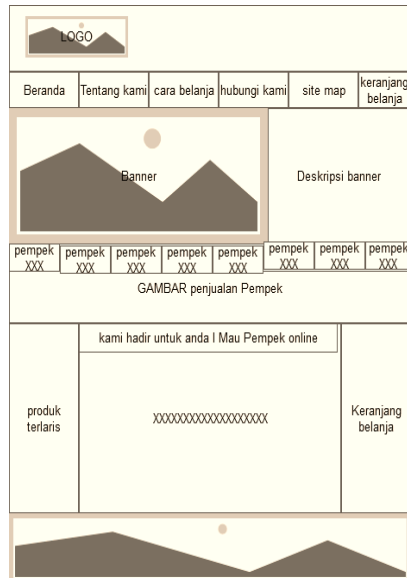 LOGO
Beranda
Tentang kami
cara belanja
hubungi kami
site map
keranjang
belanja
Banner
Deskripsi banner
pempek
XXX
pempek
XXX
pempek
XXX
pempek
XXX
pempek
XXX
pempek
XXX
pempek
XXX
pempek
XXX
GAMBAR penjualan Pempek
kami hadir untuk anda I Mau Pempek online
produk
terlaris
XXXXXXXXXXXXXXXXXXX
Keranjang
belanja